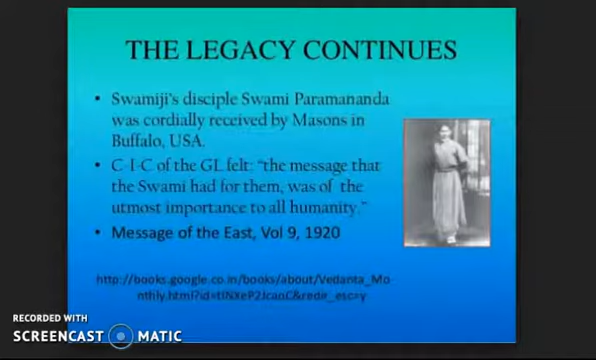 THE LEGACY CONTINUES
• Swamiji's disciple Swami Paramananda
was cordially received by Masons in
Buffalo, USA.
• C-I-C of the GL felt; "the message that
the Swami had for them, was of the
utmost importance to all humanity."
• Message of the East, Vol 9, 1920
http://books.google.co.in/books/about/Vedanta_Mo
nthly.html?id=
RECORDED WITH
SCREENCAST MATIC